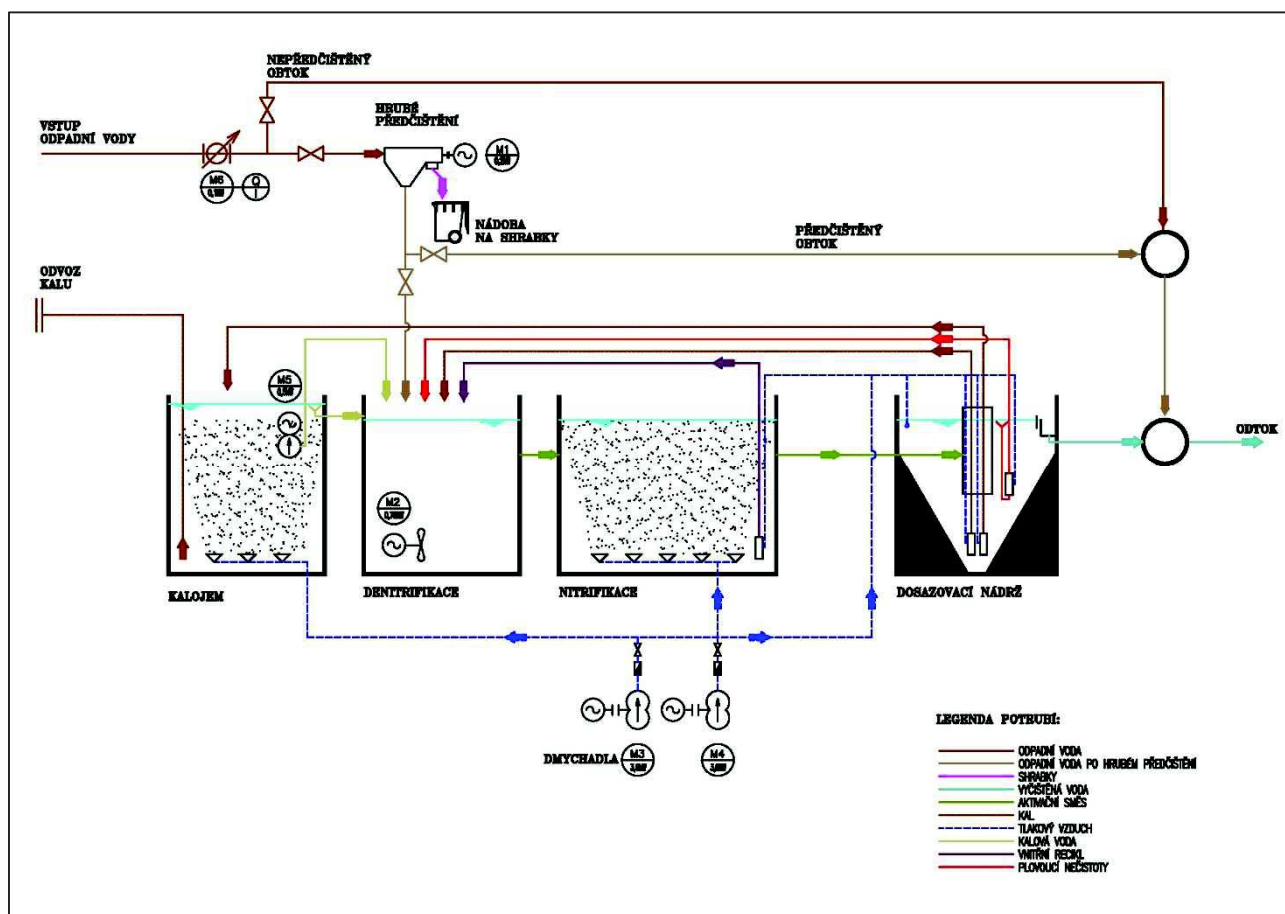 NEPŘEDČIŠTĚNÝ
OBTOK
VSTUP
ODPADNÍ VODY
HRUBÉ
PŘEDČIŠTĚNÍ
M1
M6
Q
I
NÁDOBA
NA SHRABKY
PŘEDČIŠTĚNÝ
OBTOK
ODVOZ
KALU
M5
ODTOK
M2
KALOJEM
DENITRIFIKACE
NITRIFIKACE
DOSAZOVACÍ NÁDRŽ
DMYCHADLA
M3
M4
LEGENDA POTRUBÍ:
ODPADNÍ VODA
ODPADNÍ VODA PO HRUBÉM PŘEDČIŠTĚNÍ
SHRABKY
VYČIŠTĚNÁ VODA
AKTIVAČNÍ SMĚS
KAL
TLAKOVÝ VZDUCH
KALOVÁ VODA
VNITŘNÍ RECIKL
PLOVOUCÍ NEČISTOTY